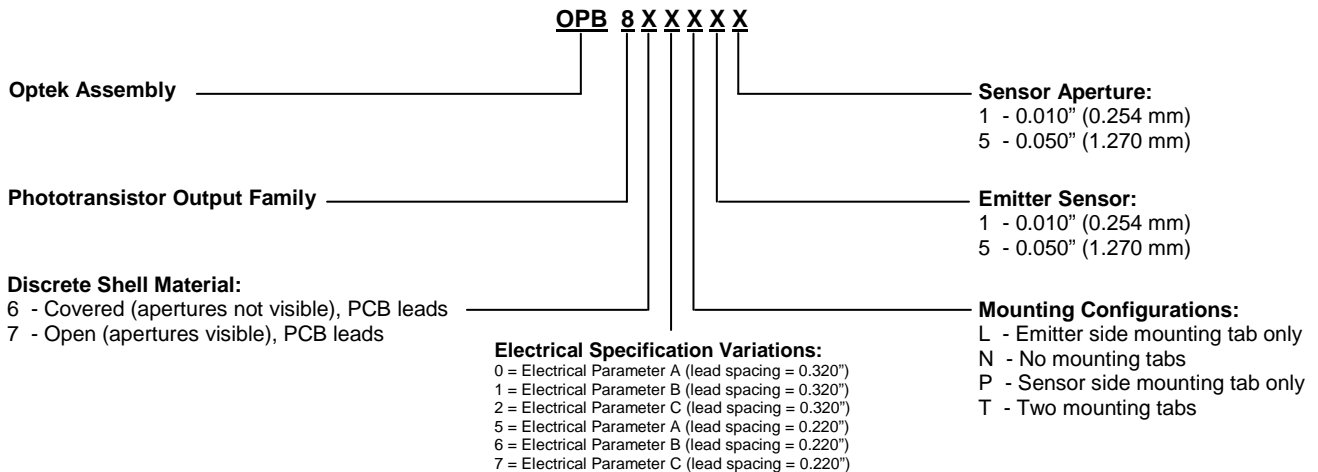 OPB 8 X X X X X
Optek Assembly
Phototransistor Output Family
Discrete Shell Material:
6 - Covered (apertures not visible), PCB leads
7 - Open (apertures visible), PCB leads
Electrical Specification Variations:
0 = Electrical Parameter A (lead spacing = 0.320”)
1 = Electrical Parameter B (lead spacing = 0.320”)
2 = Electrical Parameter C (lead spacing = 0.320”)
5 = Electrical Parameter A (lead spacing = 0.220”)
6 = Electrical Parameter B (lead spacing = 0.220”)
7 = Electrical Parameter C (lead spacing = 0.220”)
Sensor Aperture:
1 - 0.010” (0.254 mm)
5 - 0.050” (1.270 mm)
Emitter Sensor:
1 - 0.010” (0.254 mm)
5 - 0.050” (1.270 mm)
Mounting Configurations:
L - Emitter side mounting tab only
N - No mounting tabs
P - Sensor side mounting tab only
T - Two mounting tabs